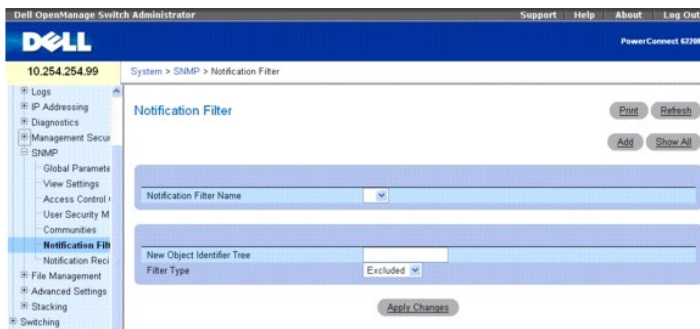 Dell OpenManage Switch Administrator
Support Help About Log Out
DELL
PowerConnect
10.254.254.99
System > SNMP > Notification Filter
Logs
IP Addressing
Diagnostics
Management Secur
SNMP
Global Paramete
View Settings
Access Control
User Security M
Communities
Notification Filt
Notification Reci
File Management
Advanced Settings
Stacking
Switching
Notification Filter
Print Refresh
Add Show All
Notification Filter Name
New Object Identifier Tree
Filter Type Excluded
Apply Changes